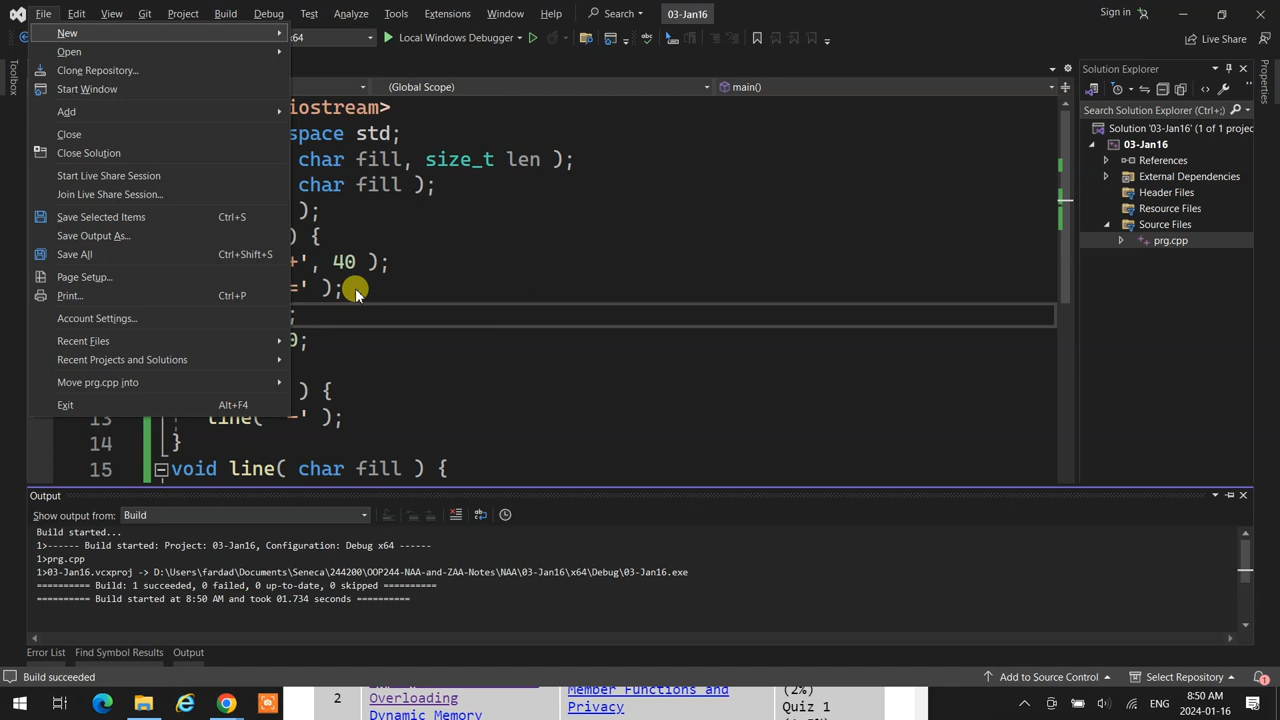 File Edit View Git Project Build Debug Test Analyze Tools Extensions Window Help Search 03-Jan16 Sign in
New
Open
Clone Repository...
Start Window
Add
Close
Close Solution
Start Live Share Session
Join Live Share Session...
Save Selected Items Ctrl+S
Save Output As...
Save All Ctrl+Shift+S
Page Setup...
Print... Ctrl+P
Account Settings...
Recent Files
Recent Projects and Solutions
Move prg.cpp into
Exit Alt+F4
x64 Local Windows Debugger Live Share
Toolbox
(Global Scope) main()
iostream>
space std;
char fill, size_t len );
char fill );
);
) {
+', 40 );
=' );
;
0;
) {
13 line( '=' );
14 }
15 void line( char fill ) {
Solution Explorer
Search Solution Explorer (Ctrl+;)
Solution '03-Jan16' (1 of 1 projec
03-Jan16
References
External Dependencies
Header Files
Resource Files
Source Files
prg.cpp
Properties
Output
Show output from: Build
Build started...
1>------ Build started: Project: 03-Jan16, Configuration: Debug x64 ------
1>prg.cpp
1>03-Jan16.vcxproj -> D:\Users\fardad\Documents\Seneca\244200\OOP244-NAA-and-ZAA-Notes\NAA\03-Jan16\x64\Debug\03-Jan16.exe
========== Build: 1 succeeded, 0 failed, 0 up-to-date, 0 skipped ==========
========== Build started at 8:50 AM and took 01.734 seconds ==========
Error List Find Symbol Results Output
Build succeeded Add to Source Control Select Repository 1
2 Overloading Member Functions and (2%)
Dynamic Memory Privacy Quiz 1
ENG 8:50 AM
2024-01-16